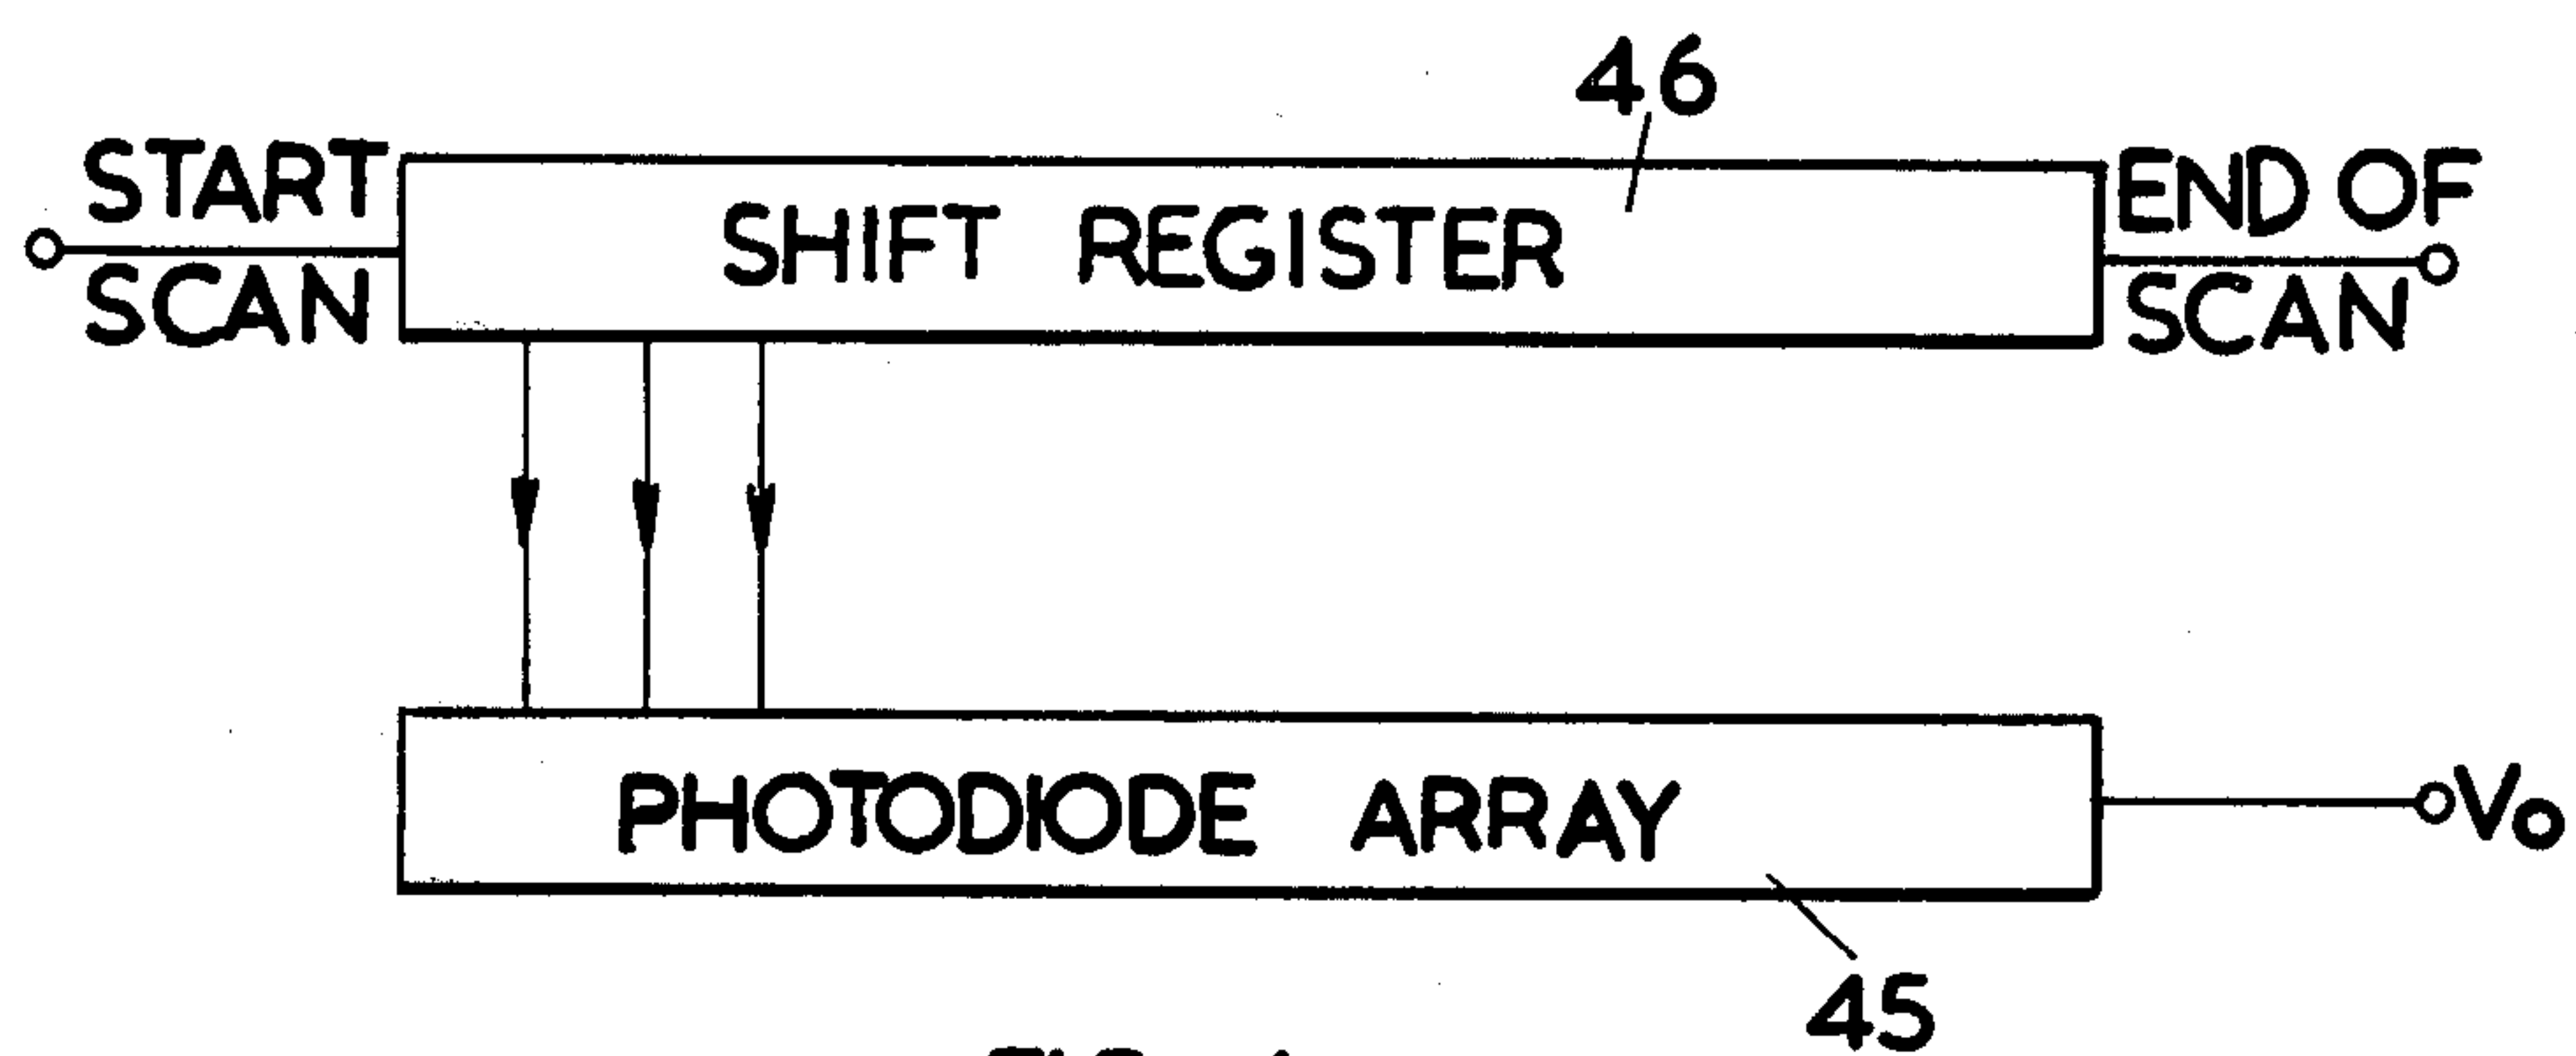 46
START
SCAN
SHIFT REGISTER
END OF
SCAN
PHOTODIODE ARRAY
Vo
45